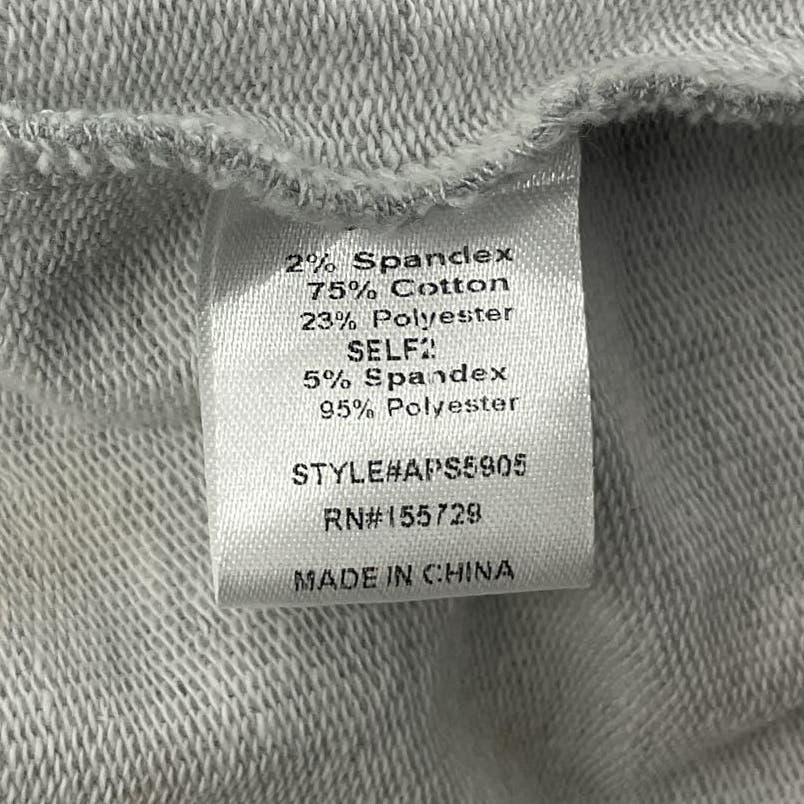 2% Spandex
75% Cotton
23% Polyester
SELF2
5% Spandex
95% Polyester
STYLE#APS5905
RN#155729
MADE IN CHINA